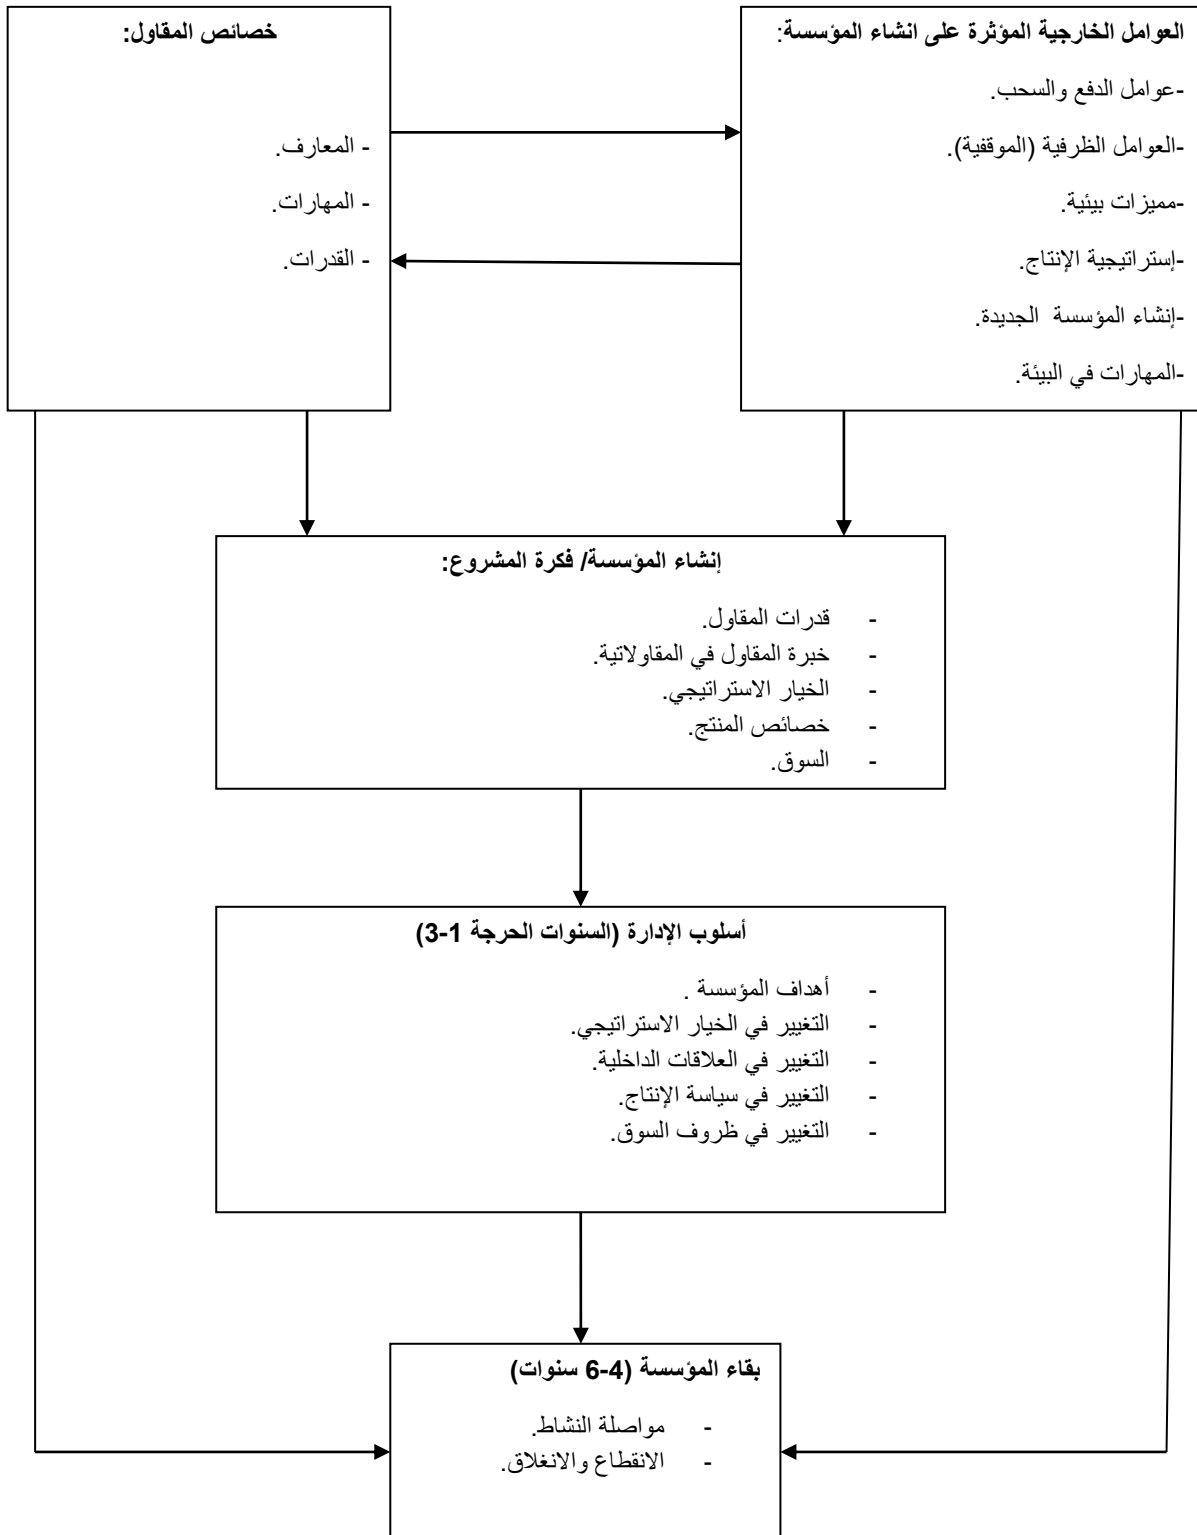 العوامل الخارجية المؤثرة على انشاء المؤسسة:
-عوامل الدفع والسحب.
-العوامل الظرفية (الموقفية).
-مميزات بيئية.
-إستراتيجية الإنتاج.
-إنشاء المؤسسة الجديدة.
-المهارات في البيئة.
خصائص المقاول:
- المعارف.
- المهارات.
- القدرات.
إنشاء المؤسسة/ فكرة المشروع:
- قدرات المقاول.
- خبرة المقاول في المقاولاتية.
- الخيار الاستراتيجي.
- خصائص المنتج.
- السوق.
أسلوب الإدارة (السنوات الحرجة 1-3)
- أهداف المؤسسة .
- التغيير في الخيار الاستراتيجي.
- التغيير في العلاقات الداخلية.
- التغيير في سياسة الإنتاج.
- التغيير في ظروف السوق.
بقاء المؤسسة (4-6 سنوات)
- مواصلة النشاط.
- الانقطاع والانغلاق.